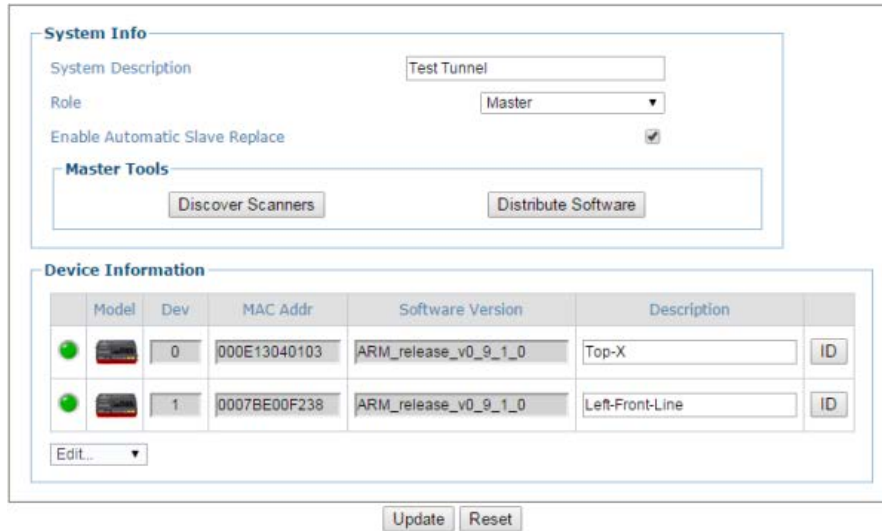 System Info
System Description Test Tunnel
Role Master
Enable Automatic Slave Replace
Master Tools
Discover Scanners Distribute Software
Device Information
Model Dev MAC Addr Software Version Description
0 000E13040103 ARM_release_v0_9_1_0 Top-X ID
1 0007BE00F238 ARM_release_v0_9_1_0 Left-Front-Line ID
Edit...
Update Reset